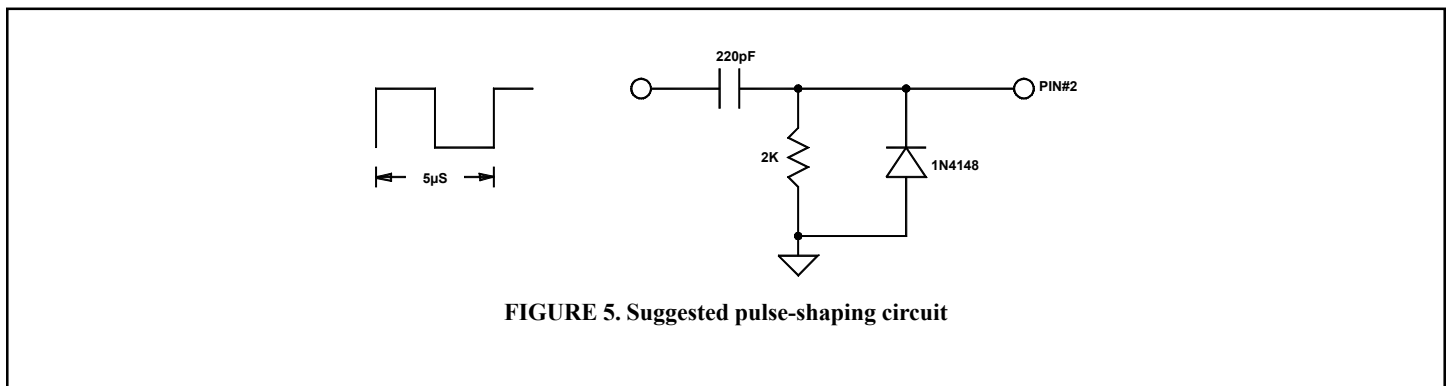 220pF
PIN#2
2K
1N4148
5µS
FIGURE 5. Suggested pulse-shaping circuit